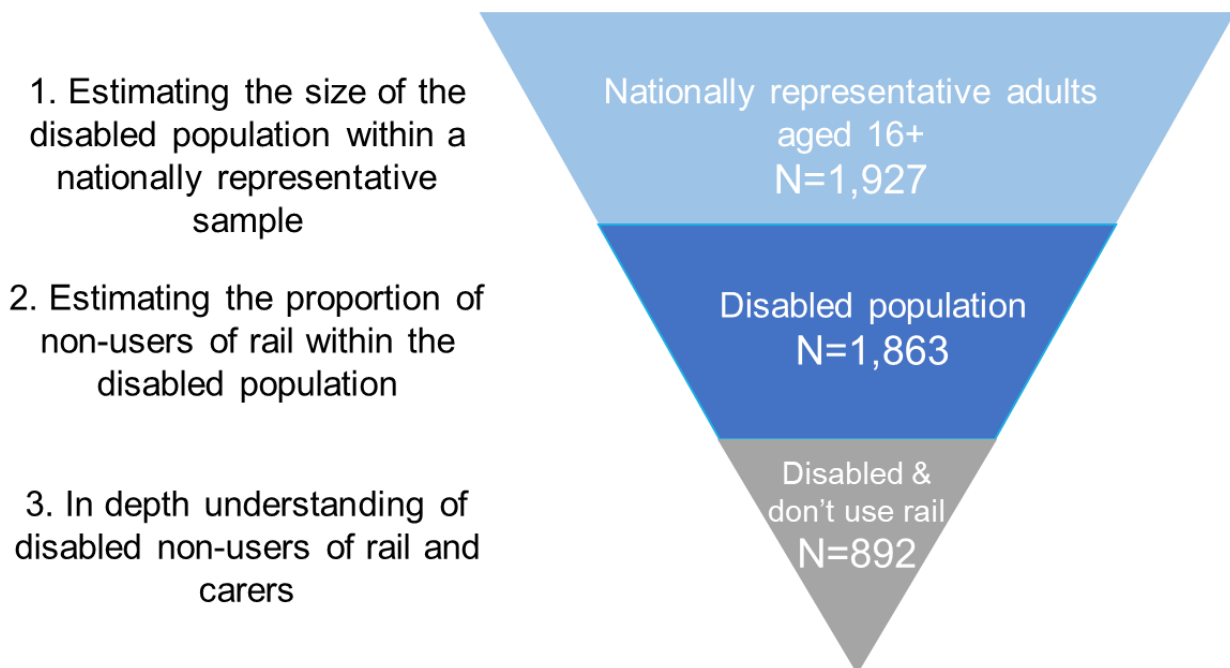 1. Estimating the size of the
disabled population within a
nationally representative
sample
Nationally representative adults
aged 16+
N=1,927
2. Estimating the proportion of
non-users of rail within the
disabled population
Disabled population
N=1,863
3. In depth understanding of
disabled non-users of rail and
carers
Disabled &
don't use rail
N=892